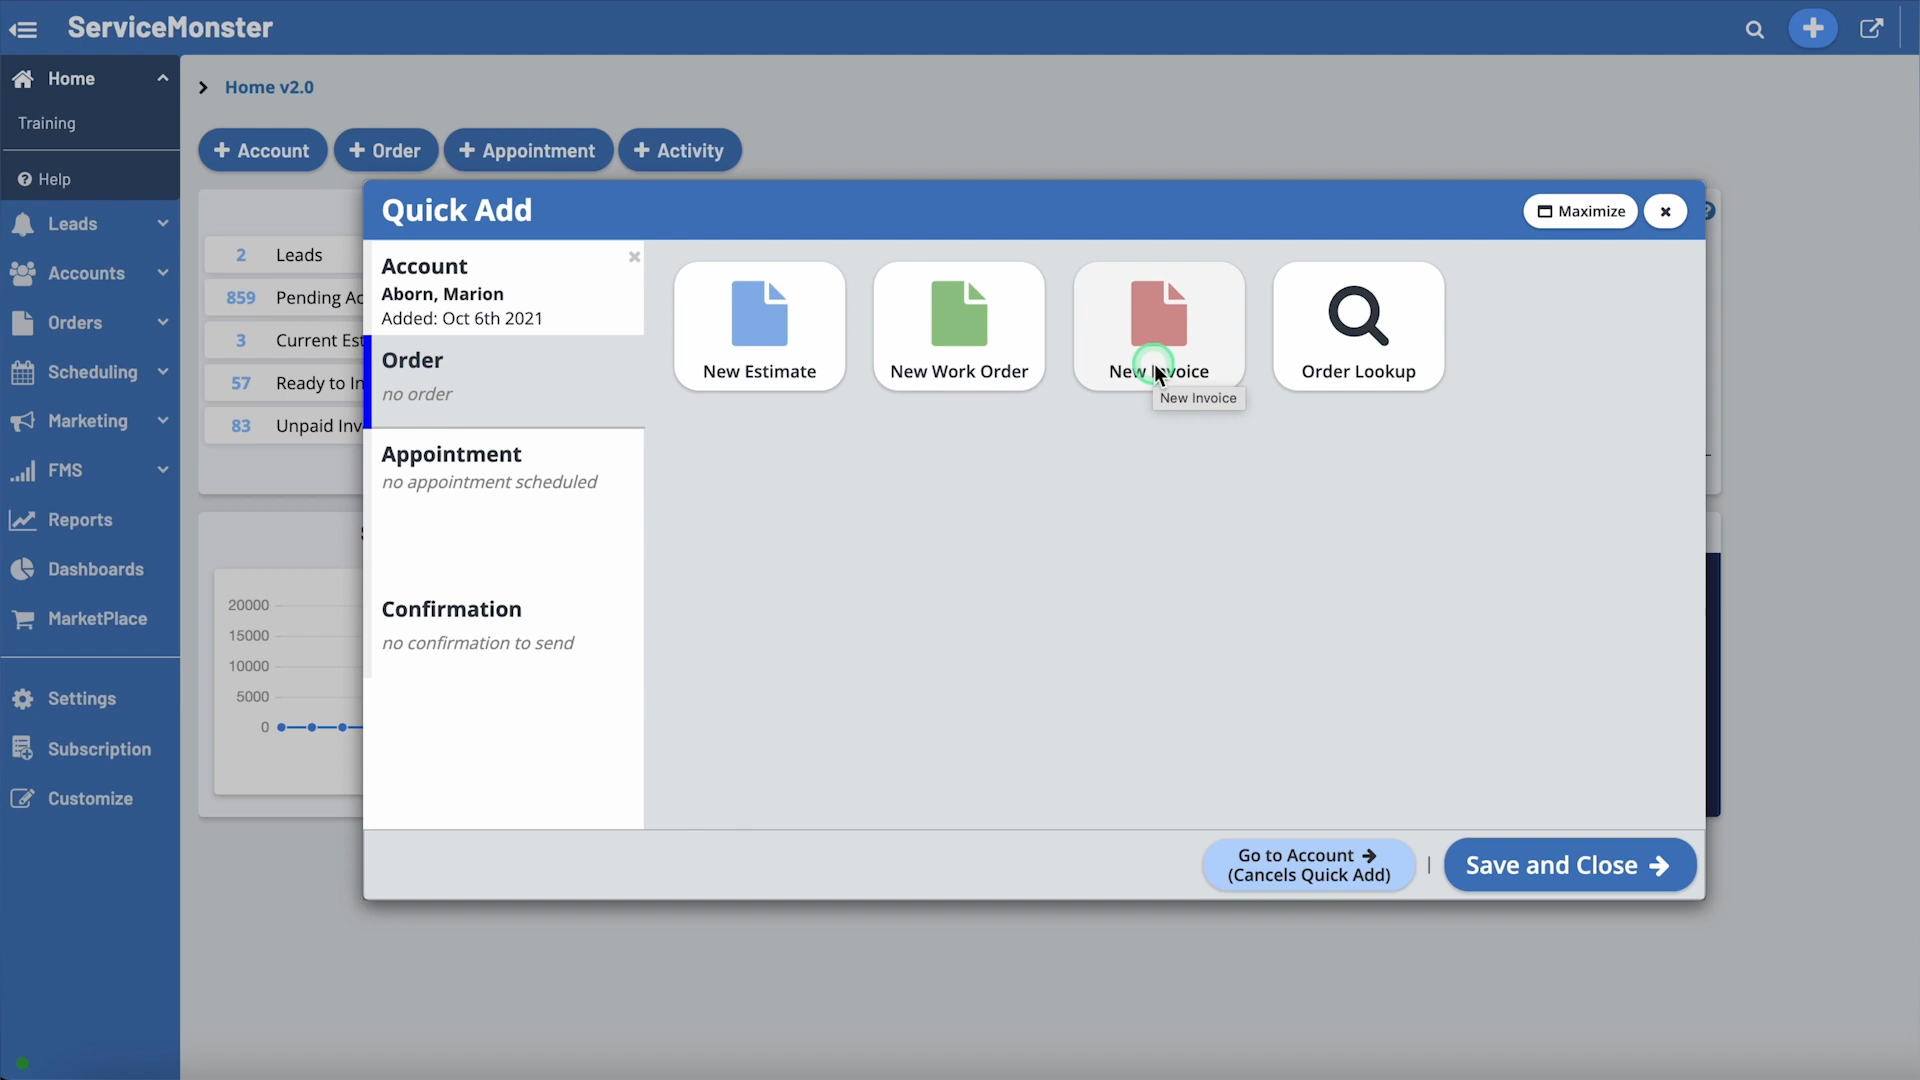 ServiceMonster
Home
Training
Help
Leads
Accounts
Orders
Scheduling
Marketing
FMS
Reports
Dashboards
MarketPlace
Settings
Subscription
Customize
Home v2.0
+ Account
+ Order
+ Appointment
+ Activity
2 Leads
859 Pending Ac
3 Current Est
57 Ready to In
83 Unpaid Inv
20000
15000
10000
5000
0
Quick Add
Maximize
Account
Aborn, Marion
Added: Oct 6th 2021
Order
no order
Appointment
no appointment scheduled
Confirmation
no confirmation to send
New Estimate
New Work Order
New Invoice
Order Lookup
New Invoice
Go to Account
(Cancels Quick Add)
|
Save and Close